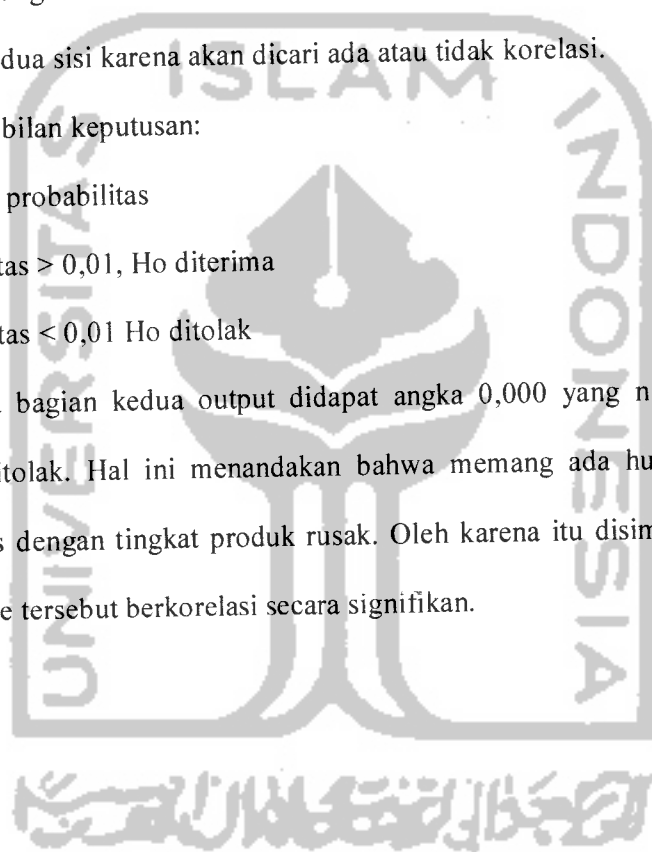 dua sisi karena akan dicari ada atau tidak korelasi.
bilan keputusan:
probabilitas
tas > 0,01, Ho diterima
tas < 0,01 Ho ditolak
bagian kedua output didapat angka 0,000 yang n
itolak. Hal ini menandakan bahwa memang ada hu
s dengan tingkat produk rusak. Oleh karena itu disim
e tersebut berkorelasi secara signifikan.
UNIVERSITAS
ISLAM
INDONESIA